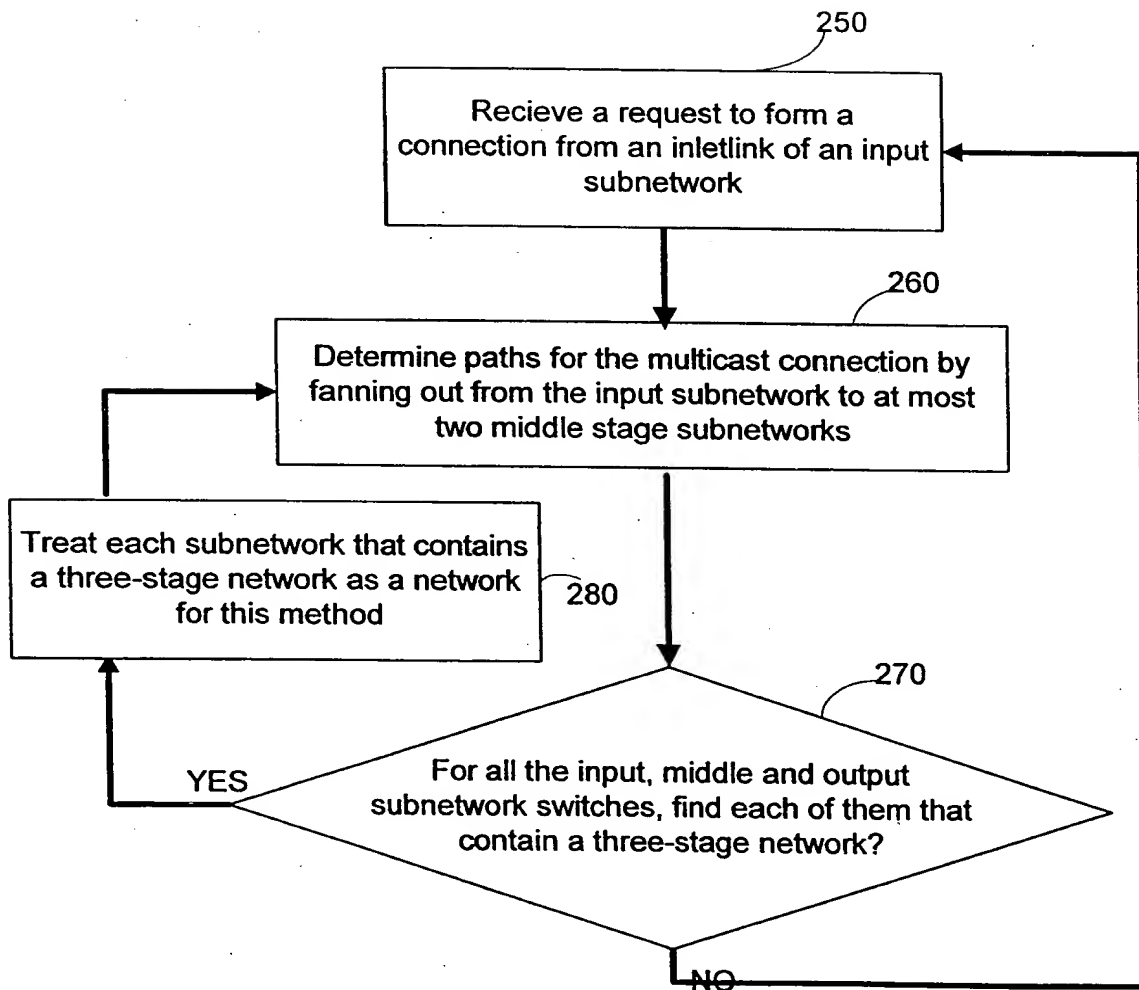 250
Recieve a request to form a
connection from an inletlink of an input
subnetwork
260
Determine paths for the multicast connection by
fanning out from the input subnetwork to at most
two middle stage subnetworks
Treat each subnetwork that contains
a three-stage network as a network
for this method
280
270
YES
For all the input, middle and output
subnetwork switches, find each of them that
contain a three-stage network?
NO